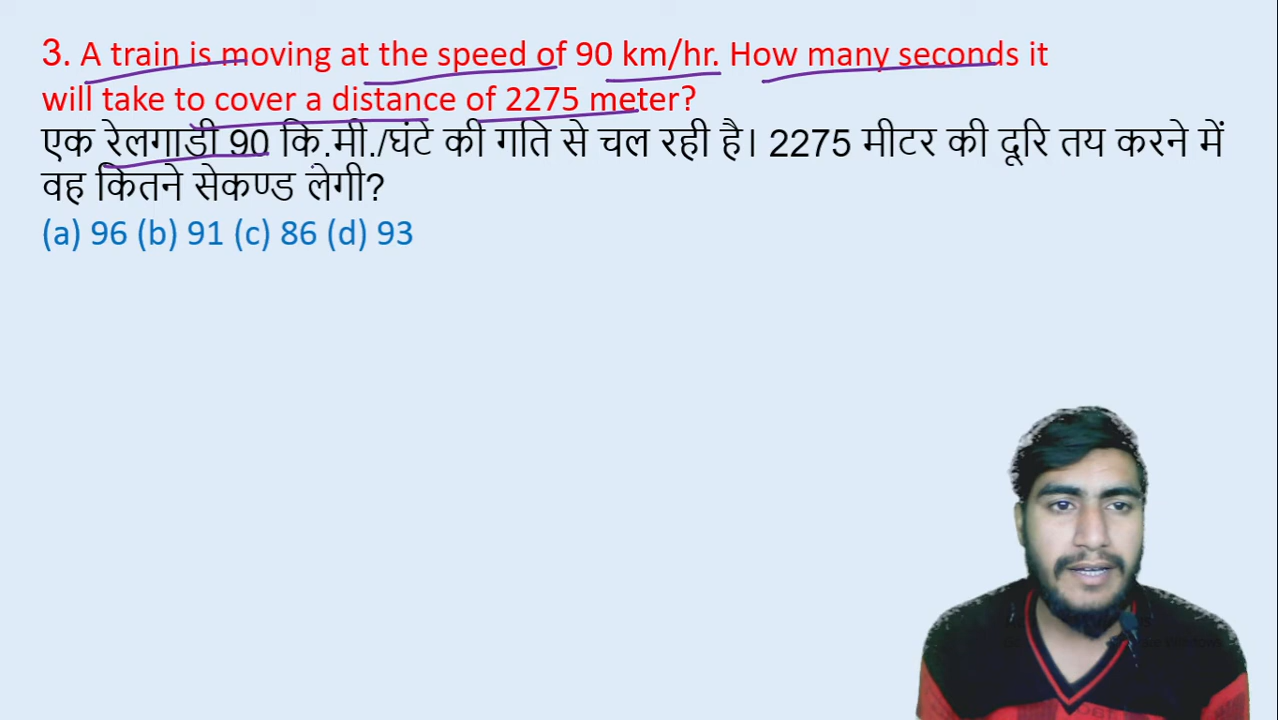 3. A train is moving at the speed of 90 km/hr. How many seconds it
will take to cover a distance of 2275 meter?
एक रेलगाडी 90 कि.मी./घंटे की गति से चल रही है। 2275 मीटर की दूरि तय करने में
वह कितने सेकण्ड लेगी?
(a) 96 (b) 91 (c) 86 (d) 93